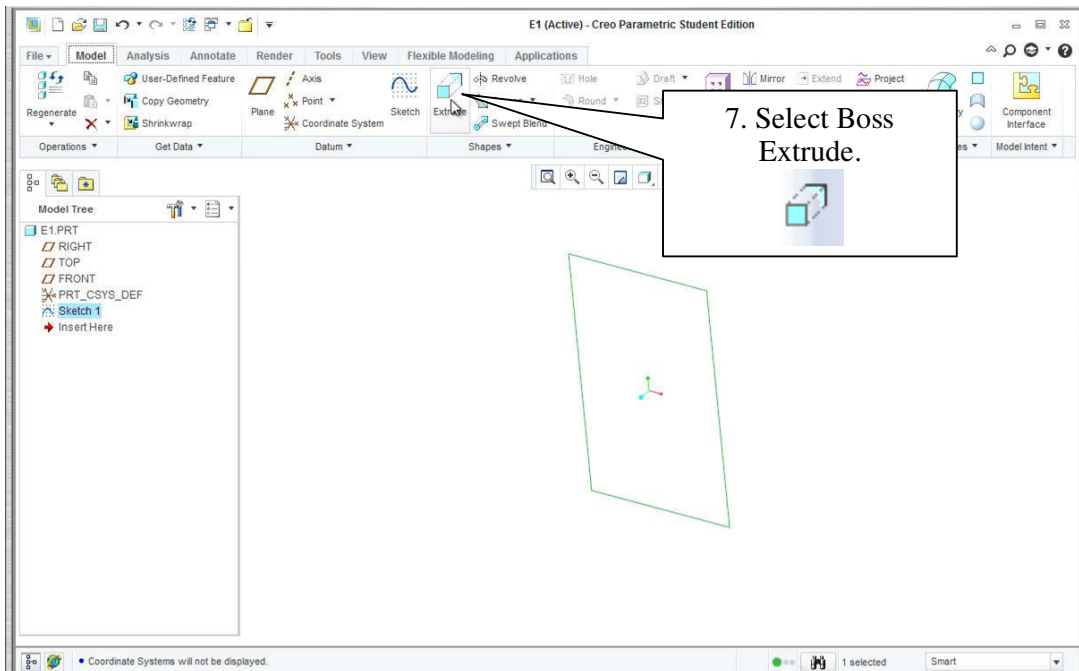 E1 (Active) - Creo Parametric Student Edition
File Model Analysis Annotate Render Tools View Flexible Modeling Applications
Regenerate
User-Defined Feature
Copy Geometry
Shrinkwrap
Plane
Axis
Point
Coordinate System
Sketch
Extrude
Revolve
Swept Blend
Hole
Round
Draft
Mirror
Extend
Project
Component
Interface
Operations Get Data Datum Shapes Model Intent
7. Select Boss
Extrude.
Model Tree
E1.PRT
RIGHT
TOP
FRONT
PRT_CSYS_DEF
Sketch 1
Insert Here
• Coordinate Systems will not be displayed.
1 selected
Smart